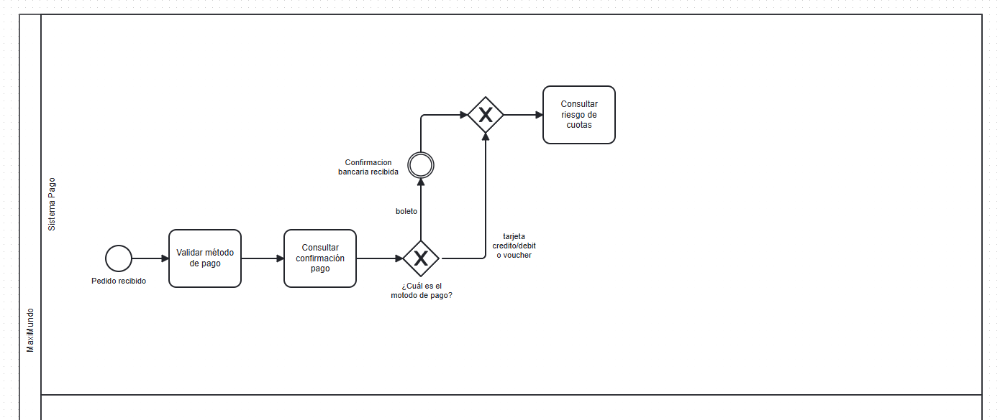 MaxiMundo
Sistema Pago
Pedido recibido
Validar método
de pago
Consultar
confirmación
pago
¿Cuál es el
motodo de pago?
boleto
Confirmacion
bancaria recibida
tarjeta
credito/debit
o voucher
X
X
Consultar
riesgo de
cuotas